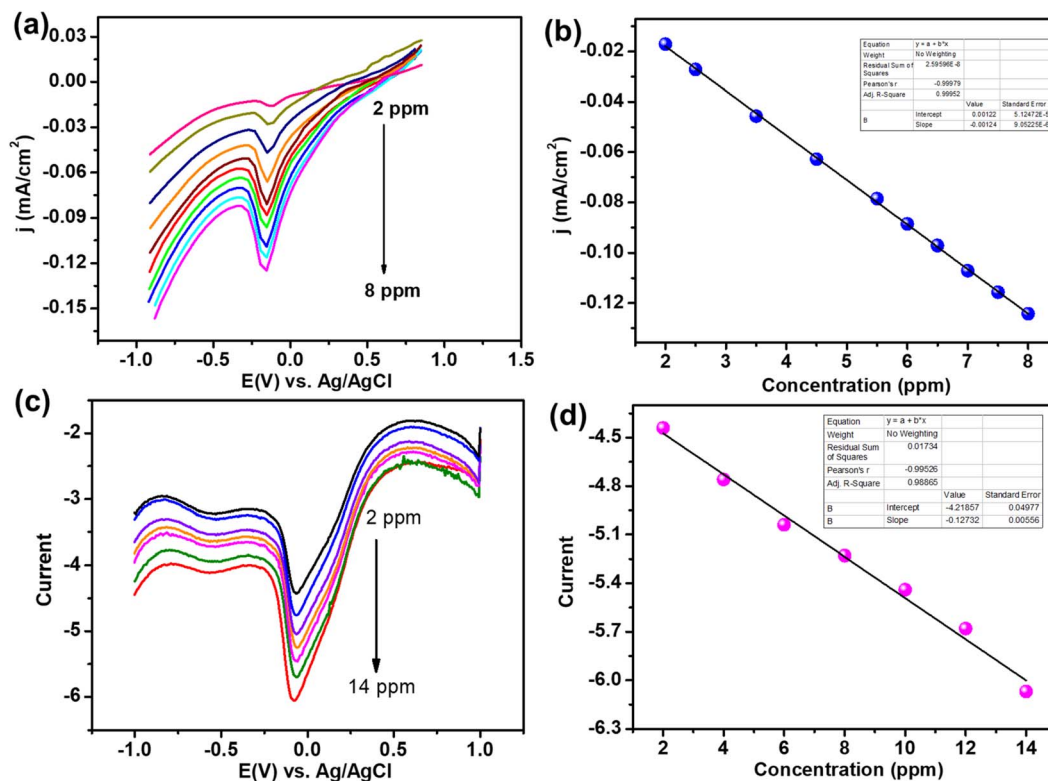 (a)
0.03
0.00
-0.03
-0.06
-0.09
-0.12
-0.15
j (mA/cm²)
2 ppm
8 ppm
-1.0 -0.5 0.0 0.5 1.0 1.5
E(V) vs. Ag/AgCl
(b)
-0.02
-0.04
-0.06
-0.08
-0.10
-0.12
j (mA/cm²)
Equation y = a + b*x
Weight No Weighting
Residual Sum of Squares 2.59596E-8
Pearson's r -0.99979
Adj. R-Square 0.99952
Value Standard Error
B Intercept 0.00122 5.12472E-5
Slope -0.00124 9.05225E-6
2 3 4 5 6 7 8
Concentration (ppm)
(c)
-2
-3
-4
-5
-6
Current
2 ppm
14 ppm
-1.0 -0.5 0.0 0.5 1.0
E(V) vs. Ag/AgCl
(d)
-4.5
-4.8
-5.1
-5.4
-5.7
-6.0
-6.3
Current
Equation y = a + b*x
Weight No Weighting
Residual Sum of Squares 0.01734
Pearson's r -0.99526
Adj. R-Square 0.98865
Value Standard Error
B Intercept -4.21857 0.04977
B Slope -0.12732 0.00556
2 4 6 8 10 12 14
Concentration (ppm)